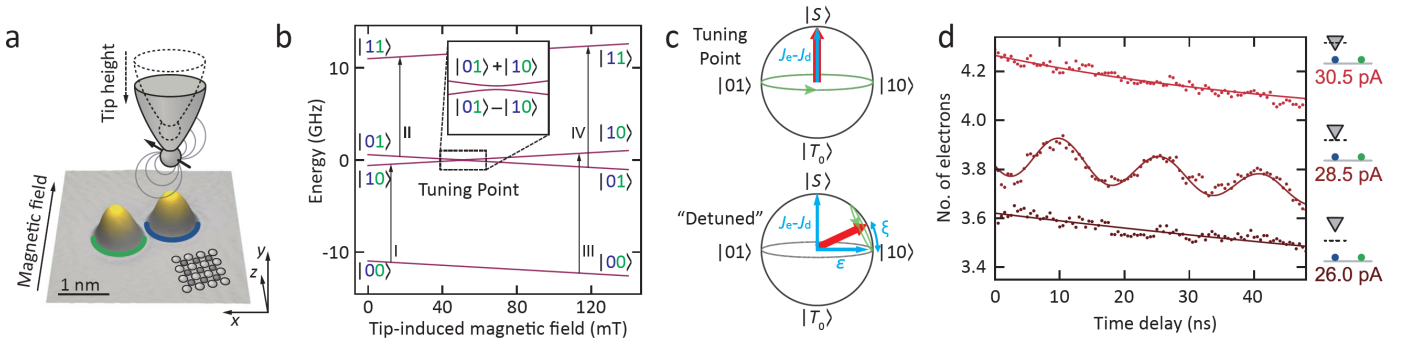 a
Tip height
Magnetic field
1 nm
y
z
x
b
Energy (GHz)
10
0
-10
|11⟩
|01⟩
|10⟩
|00⟩
|01⟩+|10⟩
|01⟩−|10⟩
II
IV
Tuning Point
I
III
|11⟩
|10⟩
|01⟩
|00⟩
0
40
80
120
Tip-induced magnetic field (mT)
c
Tuning
Point
|S⟩
Je-Jd
|01⟩
|10⟩
|T0⟩
“Detuned”
|S⟩
Je-Jd
ξ
|01⟩
|10⟩
ε
|T0⟩
d
No. of electrons
4.2
4.0
3.8
3.6
3.4
0
10
20
30
40
Time delay (ns)
30.5 pA
28.5 pA
26.0 pA